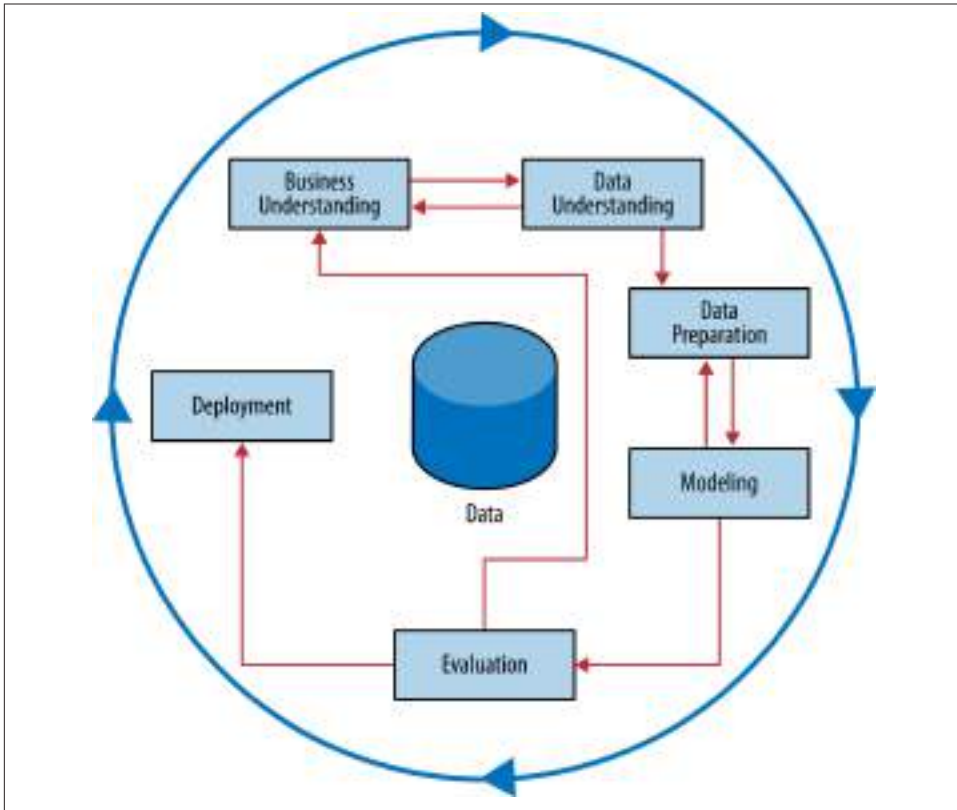 Business
Understanding
Data
Understanding
Data
Preparation
Deployment
Modeling
Data
Evaluation